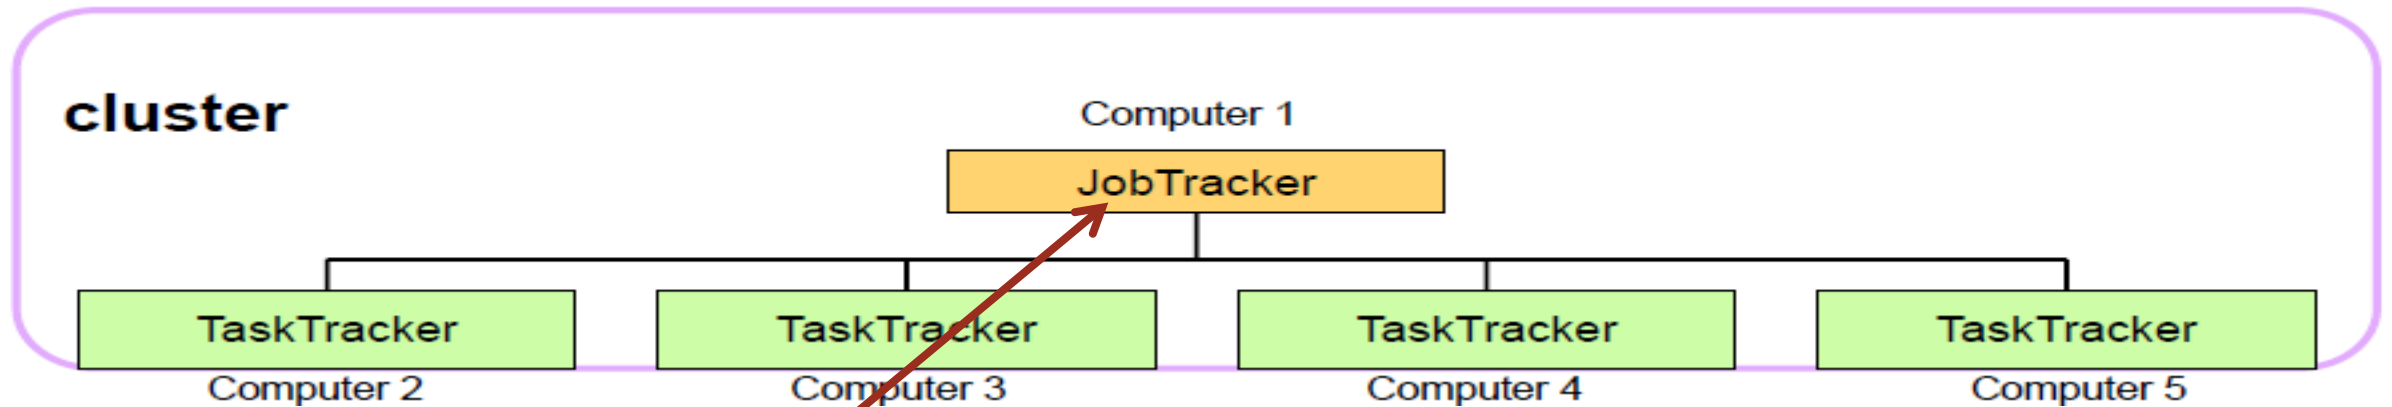 cluster
Computer 1
JobTracker
TaskTracker
TaskTracker
TaskTracker
TaskTracker
Computer 2
Computer 3
Computer 4
Computer 5